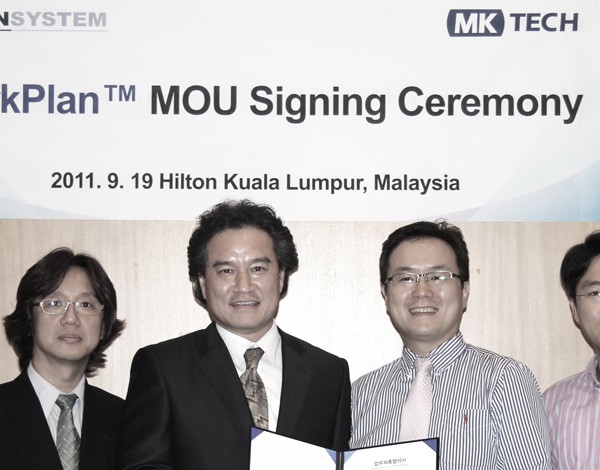 NSYSTEM
MK TECH
kPlan™ MOU Signing Ceremony
2011. 9. 19 Hilton Kuala Lumpur, Malaysia